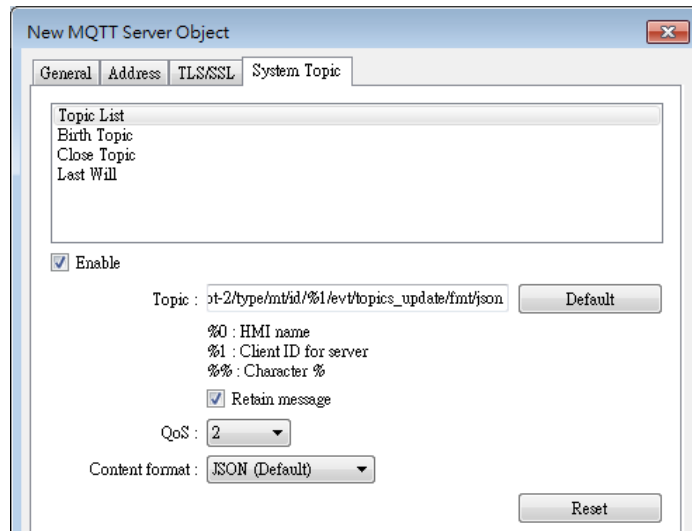 New MQTT Server Object
General Address TLS/SSL System Topic
Topic List
Birth Topic
Close Topic
Last Will
Enable
Topic : ot-2/type/mt/id/%1/evt/topics_update/fmt/json Default
%0 : HMI name
%1 : Client ID for server
%% : Character %
Retain message
QoS : 2
Content format : JSON (Default)
Reset